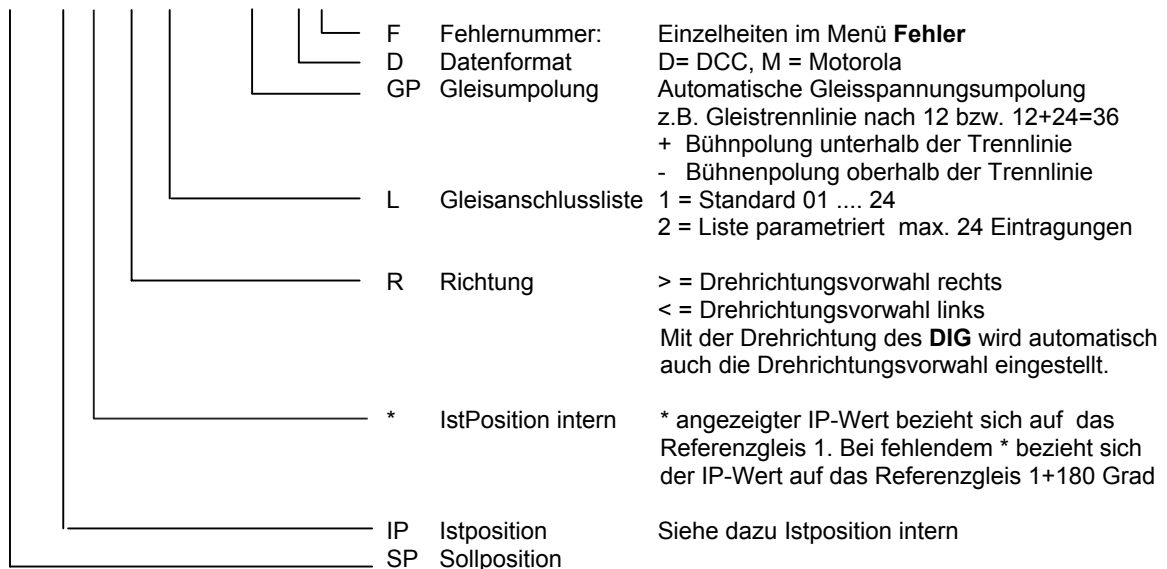 F Fehlernummer: Einzelheiten im Menü Fehler
D Datenformat D= DCC, M = Motorola
GP Gleisumpolung Automatische Gleisspannungsumpolung
z.B. Gleistrennlinie nach 12 bzw. 12+24=36
+ Bühnpolung unterhalb der Trennlinie
- Bühnenpolung oberhalb der Trennlinie
L Gleisanschlussliste 1 = Standard 01 .... 24
2 = Liste parametriert max. 24 Eintragungen
R Richtung > = Drehrichtungsvorwahl rechts
< = Drehrichtungsvorwahl links
Mit der Drehrichtung des DIG wird automatisch
auch die Drehrichtungsvorwahl eingestellt.
* IstPosition intern * angezeigter IP-Wert bezieht sich auf das
Referenzgleis 1. Bei fehlendem * bezieht sich
der IP-Wert auf das Referenzgleis 1+180 Grad
IP Istposition Siehe dazu Istposition intern
SP Sollposition